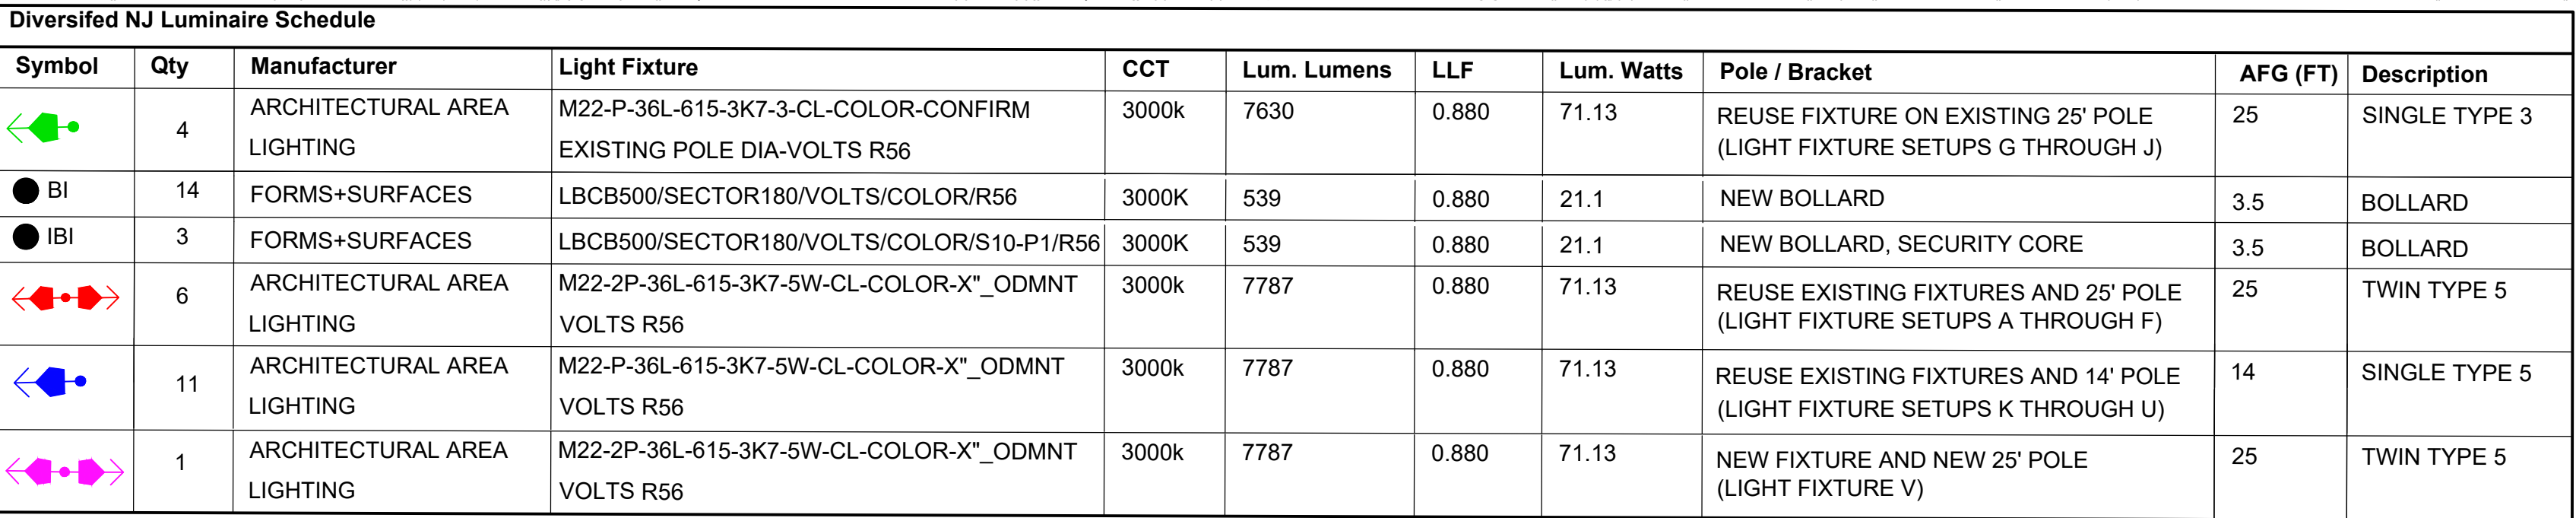 Diversifed NJ Luminaire Schedule
Symbol Qty Manufacturer Light Fixture CCT Lum. Lumens LLF Lum. Watts Pole / Bracket AFG (FT) Description
4 ARCHITECTURAL AREA M22-P-36L-615-3K7-3-CL-COLOR-CONFIRM 3000k 7630 0.880 71.13 REUSE FIXTURE ON EXISTING 25' POLE 25 SINGLE TYPE 3
LIGHTING EXISTING POLE DIA-VOLTS R56 (LIGHT FIXTURE SETUPS G THROUGH J)
BI 14 FORMS+SURFACES LBCB500/SECTOR180/VOLTS/COLOR/R56 3000K 539 0.880 21.1 NEW BOLLARD 3.5 BOLLARD
IBI 3 FORMS+SURFACES LBCB500/SECTOR180/VOLTS/COLOR/S10-P1/R56 3000K 539 0.880 21.1 NEW BOLLARD, SECURITY CORE 3.5 BOLLARD
6 ARCHITECTURAL AREA M22-2P-36L-615-3K7-5W-CL-COLOR-X"_ODMNT 3000k 7787 0.880 71.13 REUSE EXISTING FIXTURES AND 25' POLE 25 TWIN TYPE 5
LIGHTING VOLTS R56 (LIGHT FIXTURE SETUPS A THROUGH F)
11 ARCHITECTURAL AREA M22-P-36L-615-3K7-5W-CL-COLOR-X"_ODMNT 3000k 7787 0.880 71.13 REUSE EXISTING FIXTURES AND 14' POLE 14 SINGLE TYPE 5
LIGHTING VOLTS R56 (LIGHT FIXTURE SETUPS K THROUGH U)
1 ARCHITECTURAL AREA M22-2P-36L-615-3K7-5W-CL-COLOR-X"_ODMNT 3000k 7787 0.880 71.13 NEW FIXTURE AND NEW 25' POLE 25 TWIN TYPE 5
LIGHTING VOLTS R56 (LIGHT FIXTURE V)